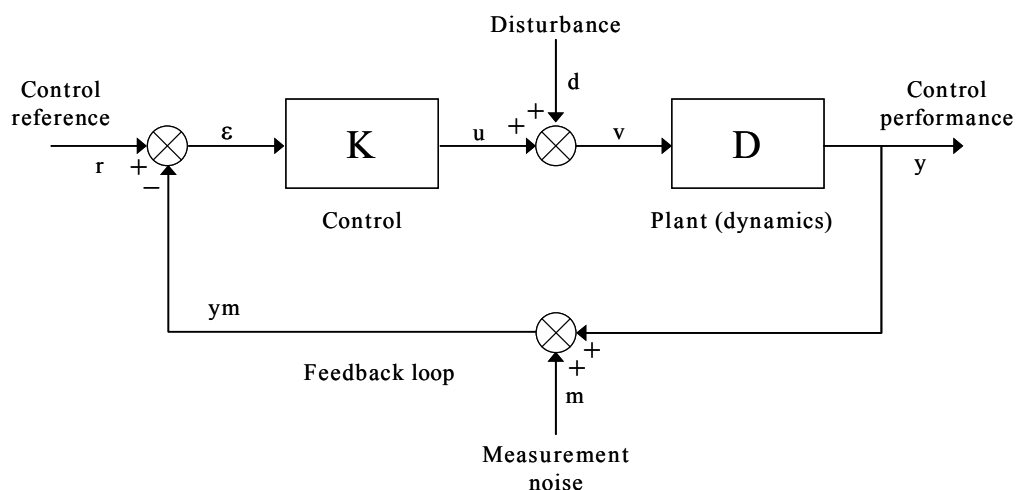 Disturbance
Control
reference
d
Control
performance
+
r
+
−
ε
K
u
+
v
D
y
Control
Plant (dynamics)
ym
+
+
Feedback loop
m
Measurement
noise